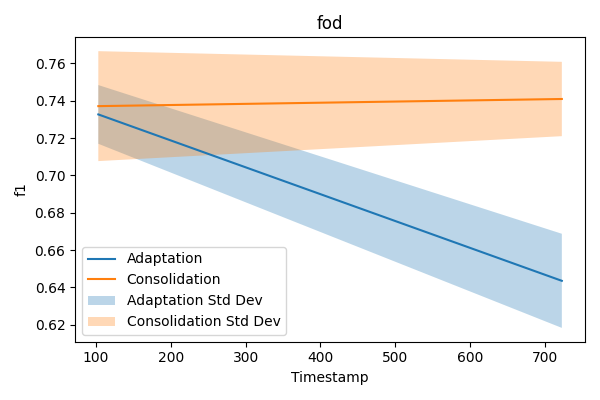 fod
f1
0.76
0.74
0.72
0.70
0.68
0.66
0.64
0.62
Adaptation
Consolidation
Adaptation Std Dev
Consolidation Std Dev
100 200 300 400 500 600 700
Timestamp